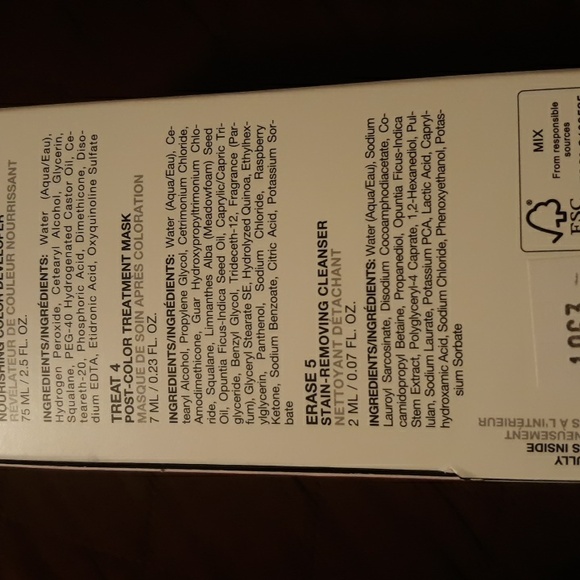 NOURISHING COLOR DEVELOPER
RÉVÉLATEUR DE COULEUR NOURRISSANT
75 ML / 2.5 FL. OZ.
INGREDIENTS/INGRÉDIENTS: Water (Aqua/Eau),
Hydrogen Peroxide, Cetearyl Alcohol, Glycerin,
Squalane, PEG-40 Hydrogenated Castor Oil, Ce-
teareth-20, Phosphoric Acid, Dimethicone, Diso-
dium EDTA, Etidronic Acid, Oxyquinoline Sulfate
TREAT 4
POST-COLOR TREATMENT MASK
MASQUE DE SOIN APRÈS COLORATION
7 ML / 0.23 FL. OZ.
INGREDIENTS/INGRÉDIENTS: Water (Aqua/Eau), Ce-
tearyl Alcohol, Propylene Glycol, Cetrimonium Chloride,
Amodimethicone, Guar Hydroxypropyltrimonium Chlo-
ride, Squalane, Limnanthes Alba (Meadowfoam) Seed
Oil, Opuntia Ficus-Indica Seed Oil, Caprylic/Capric Tri-
glyceride, Benzyl Glycol, Trideceth-12, Fragrance (Par-
fum), Glyceryl Stearate SE, Hydrolyzed Quinoa, Ethylhex-
ylglycerin, Panthenol, Sodium Chloride, Raspberry
Ketone, Sodium Benzoate, Citric Acid, Potassium Sor-
bate
ERASE 5
STAIN-REMOVING CLEANSER
NETTOYANT DÉTACHANT
2 ML / 0.07 FL. OZ.
INGREDIENTS/INGRÉDIENTS: Water (Aqua/Eau), Sodium
Lauroyl Sarcosinate, Disodium Cocoamphodiacetate, Co-
camidopropyl Betaine, Propanediol, Opuntia Ficus-Indica
Stem Extract, Polyglyceryl-4 Caprate, 1,2-Hexanediol, Pul-
lulan, Sodium Laurate, Potassium PCA, Lactic Acid, Capryl-
hydroxamic Acid, Sodium Chloride, Phenoxyethanol, Potas-
sium Sorbate
FSC
MIX
From responsible
sources
S INSIDE
S À L'INTÉRIEUR